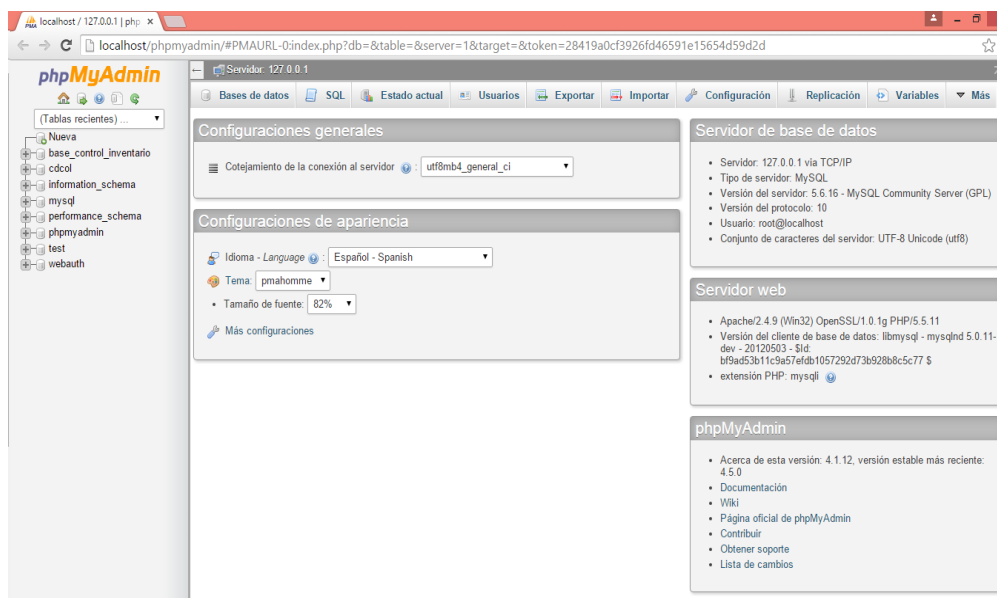 localhost / 127.0.0.1 | php
localhost/phpmyadmin/#PMAURL-0:index.php?db=&table=&server=1&target=&token=28419a0cf3926fd46591e15654d59d2d
phpMyAdmin
(Tablas recientes) ...
Nueva
base_control_inventario
cdcol
information_schema
mysql
performance_schema
phpmyadmin
test
webauth
Servidor: 127.0.0.1
Bases de datos
SQL
Estado actual
Usuarios
Exportar
Importar
Configuración
Replicación
Variables
Más
Configuraciones generales
Cotejamiento de la conexión al servidor : utf8mb4_general_ci
Configuraciones de apariencia
Idioma - Language : Español - Spanish
Tema: pmahomme
Tamaño de fuente: 82%
Más configuraciones
Servidor de base de datos
Servidor: 127.0.0.1 via TCP/IP
Tipo de servidor: MySQL
Versión del servidor: 5.6.16 - MySQL Community Server (GPL)
Versión del protocolo: 10
Usuario: root@localhost
Conjunto de caracteres del servidor: UTF-8 Unicode (utf8)
Servidor web
Apache/2.4.9 (Win32) OpenSSL/1.0.1g PHP/5.5.11
Versión del cliente de base de datos: libmysql - mysqlnd 5.0.11-
dev - 20120503 - $Id:
bf9ad53b11c9a57efdb1057292d73b928b8c5c77 $
extensión PHP: mysqli
phpMyAdmin
Acerca de esta versión: 4.1.12, versión estable más reciente:
4.5.0
Documentación
Wiki
Página oficial de phpMyAdmin
Contribuir
Obtener soporte
Lista de cambios